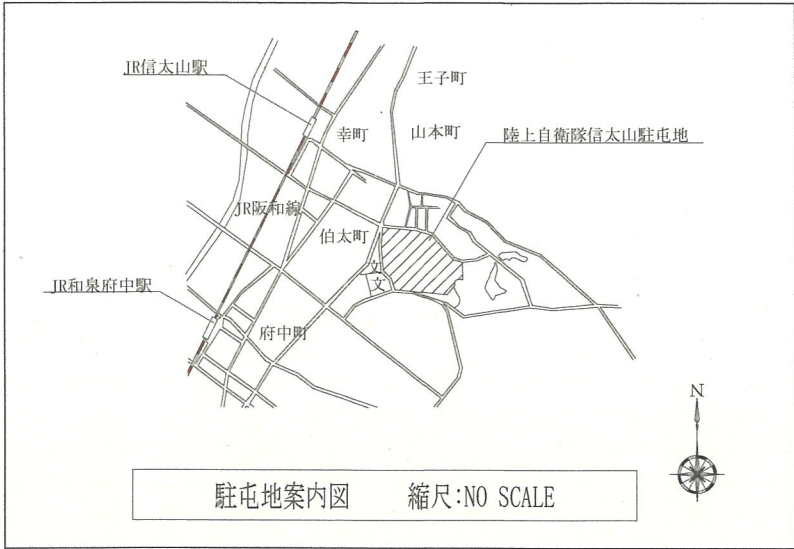 JR信太山駅
王子町
幸町
山本町
陸上自衛隊信太山駐屯地
JR阪和線
伯太町
文
文
JR和泉府中駅
府中町
N
駐屯地案内図 縮尺:NO SCALE